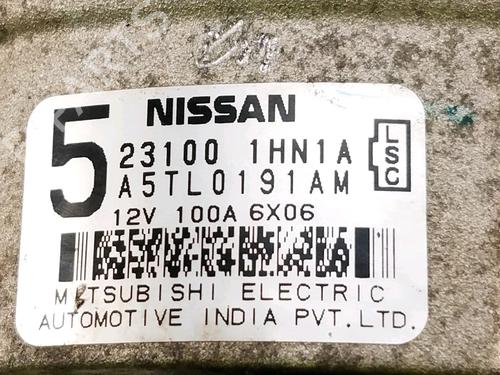 5
NISSAN
23100 1HN1A
A5TL0191AM
LSC
12V 100A 6X06
MITSUBISHI ELECTRIC
AUTOMOTIVE INDIA PVT.LTD.